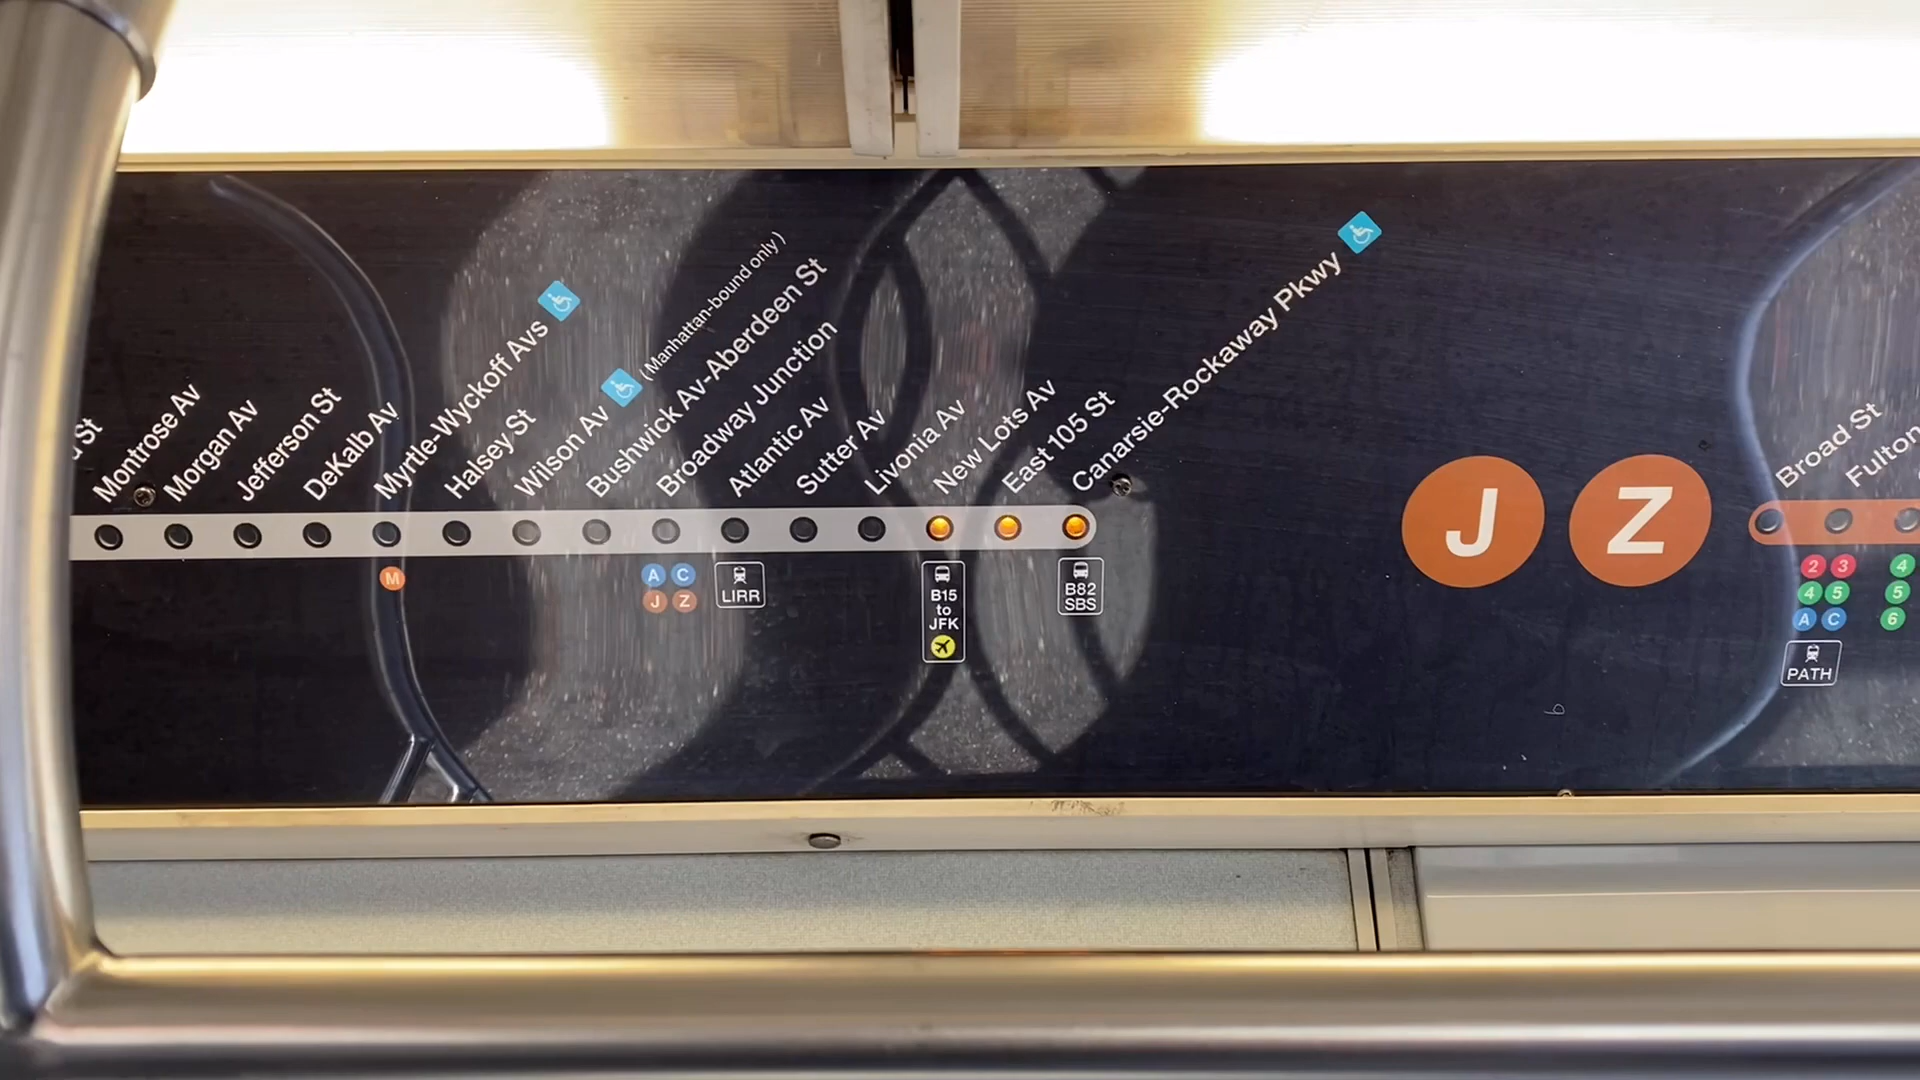 St
Montrose Av
Morgan Av
Jefferson St
DeKalb Av
Myrtle-Wyckoff Avs
Halsey St
Wilson Av (Manhattan-bound only)
Bushwick Av-Aberdeen St
Broadway Junction
Atlantic Av
Sutter Av
Livonia Av
New Lots Av
East 105 St
Canarsie-Rockaway Pkwy
M
A C
J Z
LIRR
B15
to
JFK
B82
SBS
J Z
Broad St
Fulton
2 3
4 5
A C
PATH
4
5
6